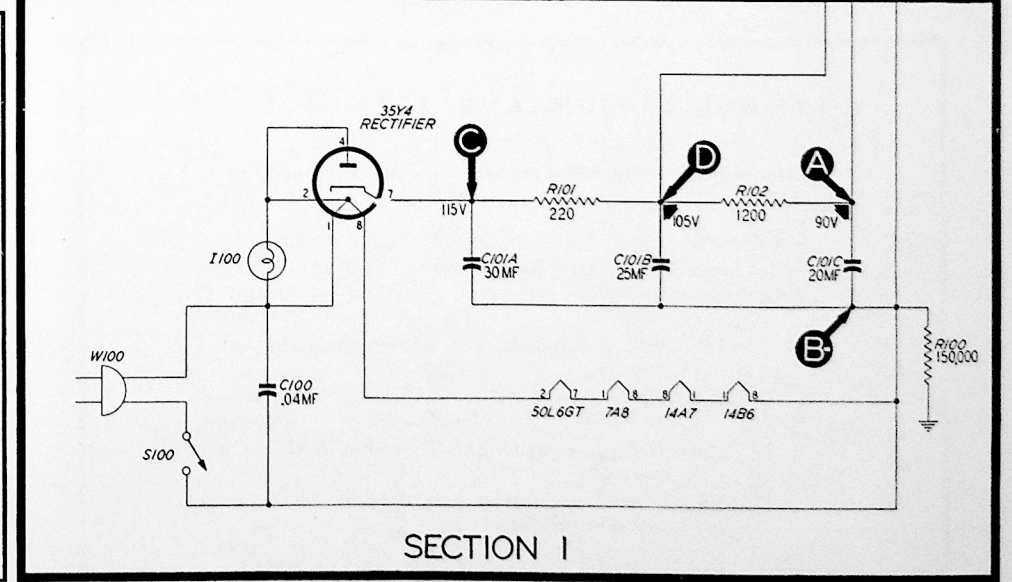 35Y4
RECTIFIER
4
2
7
1
8
C
115V
R101
220
D
105V
R102
1200
A
90V
I100
C101A
30MF
C101B
25MF
C101C
20MF
B-
R100
150,000
W100
C100
.04MF
S100
2 7
50L6GT
1 8
7A8
8 1
14A7
1 8
14B6
SECTION 1